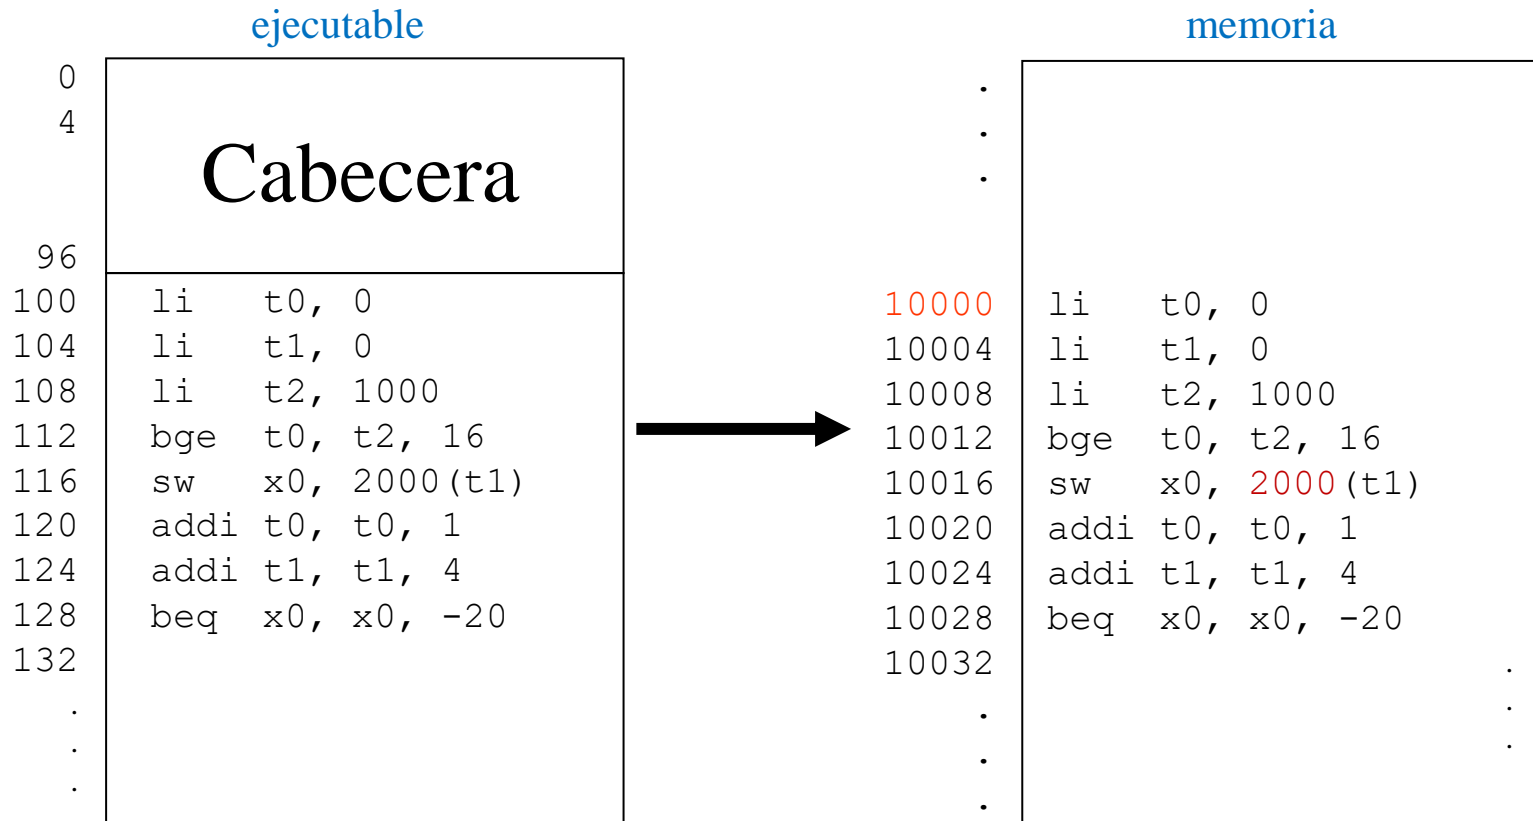 ejecutable
0
4
Cabecera
96
100 li t0, 0
104 li t1, 0
108 li t2, 1000
112 bge t0, t2, 16
116 sw x0, 2000(t1)
120 addi t0, t0, 1
124 addi t1, t1, 4
128 beq x0, x0, -20
132
.
.
.
memoria
.
.
.
10000 li t0, 0
10004 li t1, 0
10008 li t2, 1000
10012 bge t0, t2, 16
10016 sw x0, 2000(t1)
10020 addi t0, t0, 1
10024 addi t1, t1, 4
10028 beq x0, x0, -20
10032 .
. .
. .
.